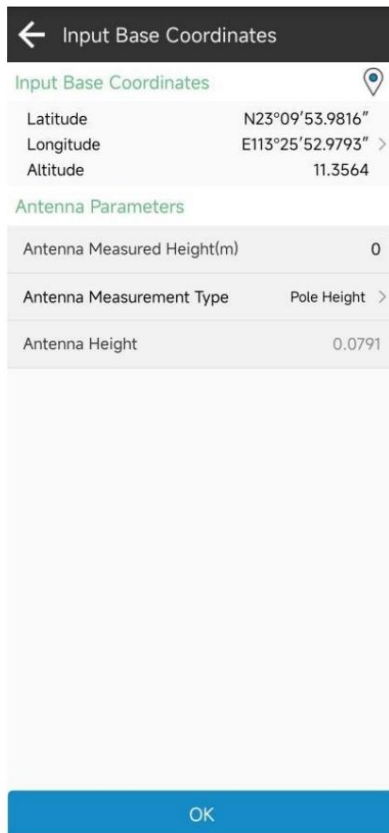 Input Base Coordinates
Input Base Coordinates
Latitude N23°09′53.9816″
Longitude E113°25′52.9793″ >
Altitude 11.3564
Antenna Parameters
Antenna Measured Height(m) 0
Antenna Measurement Type Pole Height >
Antenna Height 0.0791
OK